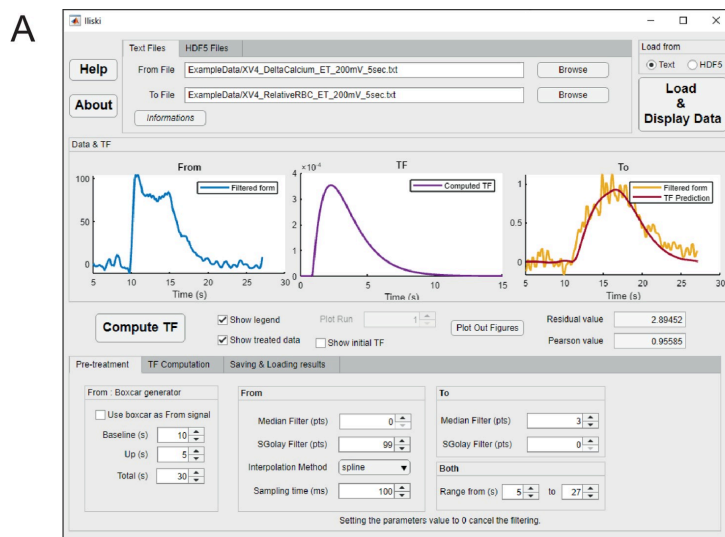 A
Iliski
Text Files HDF5 Files
Load from
Text HDF5
Help
From File ExampleData/XV4_DeltaCalcium_ET_200mV_5sec.txt Browse
To File ExampleData/XV4_RelativeRBC_ET_200mV_5sec.txt Browse
About
Informations
Load
&
Display Data
Data & TF
From
Filtered form
100
50
0
5 10 15 20 25 30
Time (s)
TF
×10⁻⁴
Computed TF
4
3
2
1
0
0 5 10 15
Time (s)
To
Filtered form
TF Prediction
1
0.5
0
5 10 15 20 25 30
Time (s)
Compute TF
Show legend
Show treated data
Plot Run 1
Show initial TF
Plot Out Figures
Residual value 2.89452
Pearson value 0.95585
Pre-treatment TF Computation Saving & Loading results
From : Boxcar generator
Use boxcar as From signal
Baseline (s) 10
Up (s) 5
Total (s) 30
From
Median Filter (pts) 0
SGolay Filter (pts) 99
Interpolation Method spline
Sampling time (ms) 100
To
Median Filter (pts) 3
SGolay Filter (pts) 0
Both
Range from (s) 5 to 27
Setting the parameters value to 0 cancel the filtering.